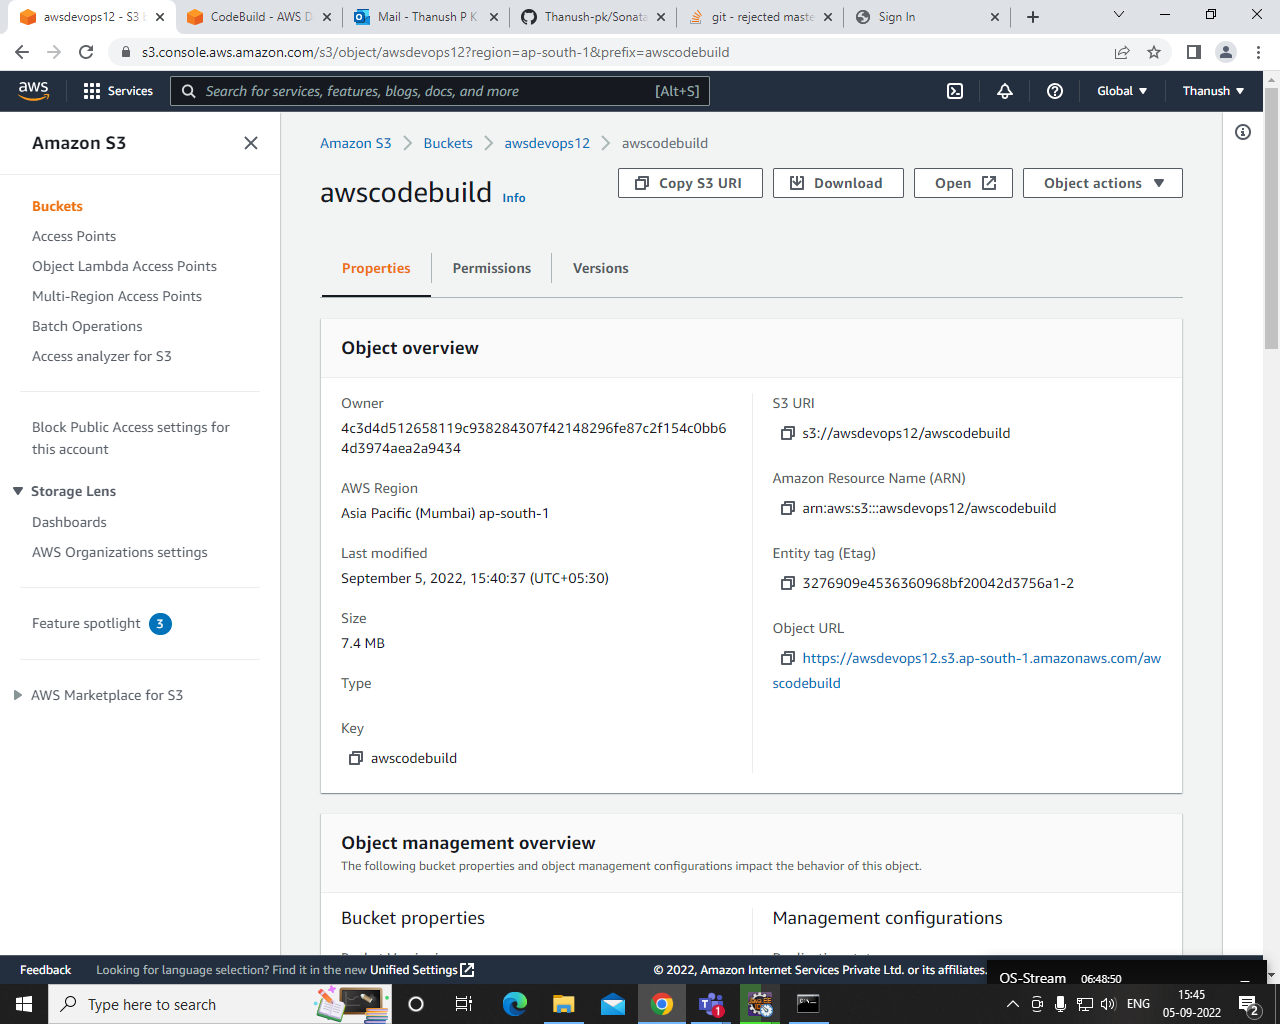 awsdevops12 - S3 b
CodeBuild - AWS D
Mail - Thanush P K
Thanush-pk/Sonata
git - rejected maste
Sign In
s3.console.aws.amazon.com/s3/object/awsdevops12?region=ap-south-1&prefix=awscodebuild
aws
Services
Search for services, features, blogs, docs, and more
[Alt+S]
Global
Thanush
Amazon S3
Buckets
Access Points
Object Lambda Access Points
Multi-Region Access Points
Batch Operations
Access analyzer for S3
Block Public Access settings for
this account
Storage Lens
Dashboards
AWS Organizations settings
Feature spotlight 3
AWS Marketplace for S3
Amazon S3
Buckets
awsdevops12
awscodebuild
awscodebuild Info
Copy S3 URI
Download
Open
Object actions
Properties
Permissions
Versions
Object overview
Owner
4c3d4d512658119c938284307f42148296fe87c2f154c0bb6
4d3974aea2a9434
AWS Region
Asia Pacific (Mumbai) ap-south-1
Last modified
September 5, 2022, 15:40:37 (UTC+05:30)
Size
7.4 MB
Type
Key
awscodebuild
S3 URI
s3://awsdevops12/awscodebuild
Amazon Resource Name (ARN)
arn:aws:s3:::awsdevops12/awscodebuild
Entity tag (Etag)
3276909e4536360968bf20042d3756a1-2
Object URL
https://awsdevops12.s3.ap-south-1.amazonaws.com/aw
scodebuild
Object management overview
The following bucket properties and object management configurations impact the behavior of this object.
Bucket properties
Management configurations
Feedback
Looking for language selection? Find it in the new Unified Settings
© 2022, Amazon Internet Services Private Ltd. or its affiliates.
OS-Stream 06:48:50
Type here to search
1
ENG
15:45
05-09-2022
2